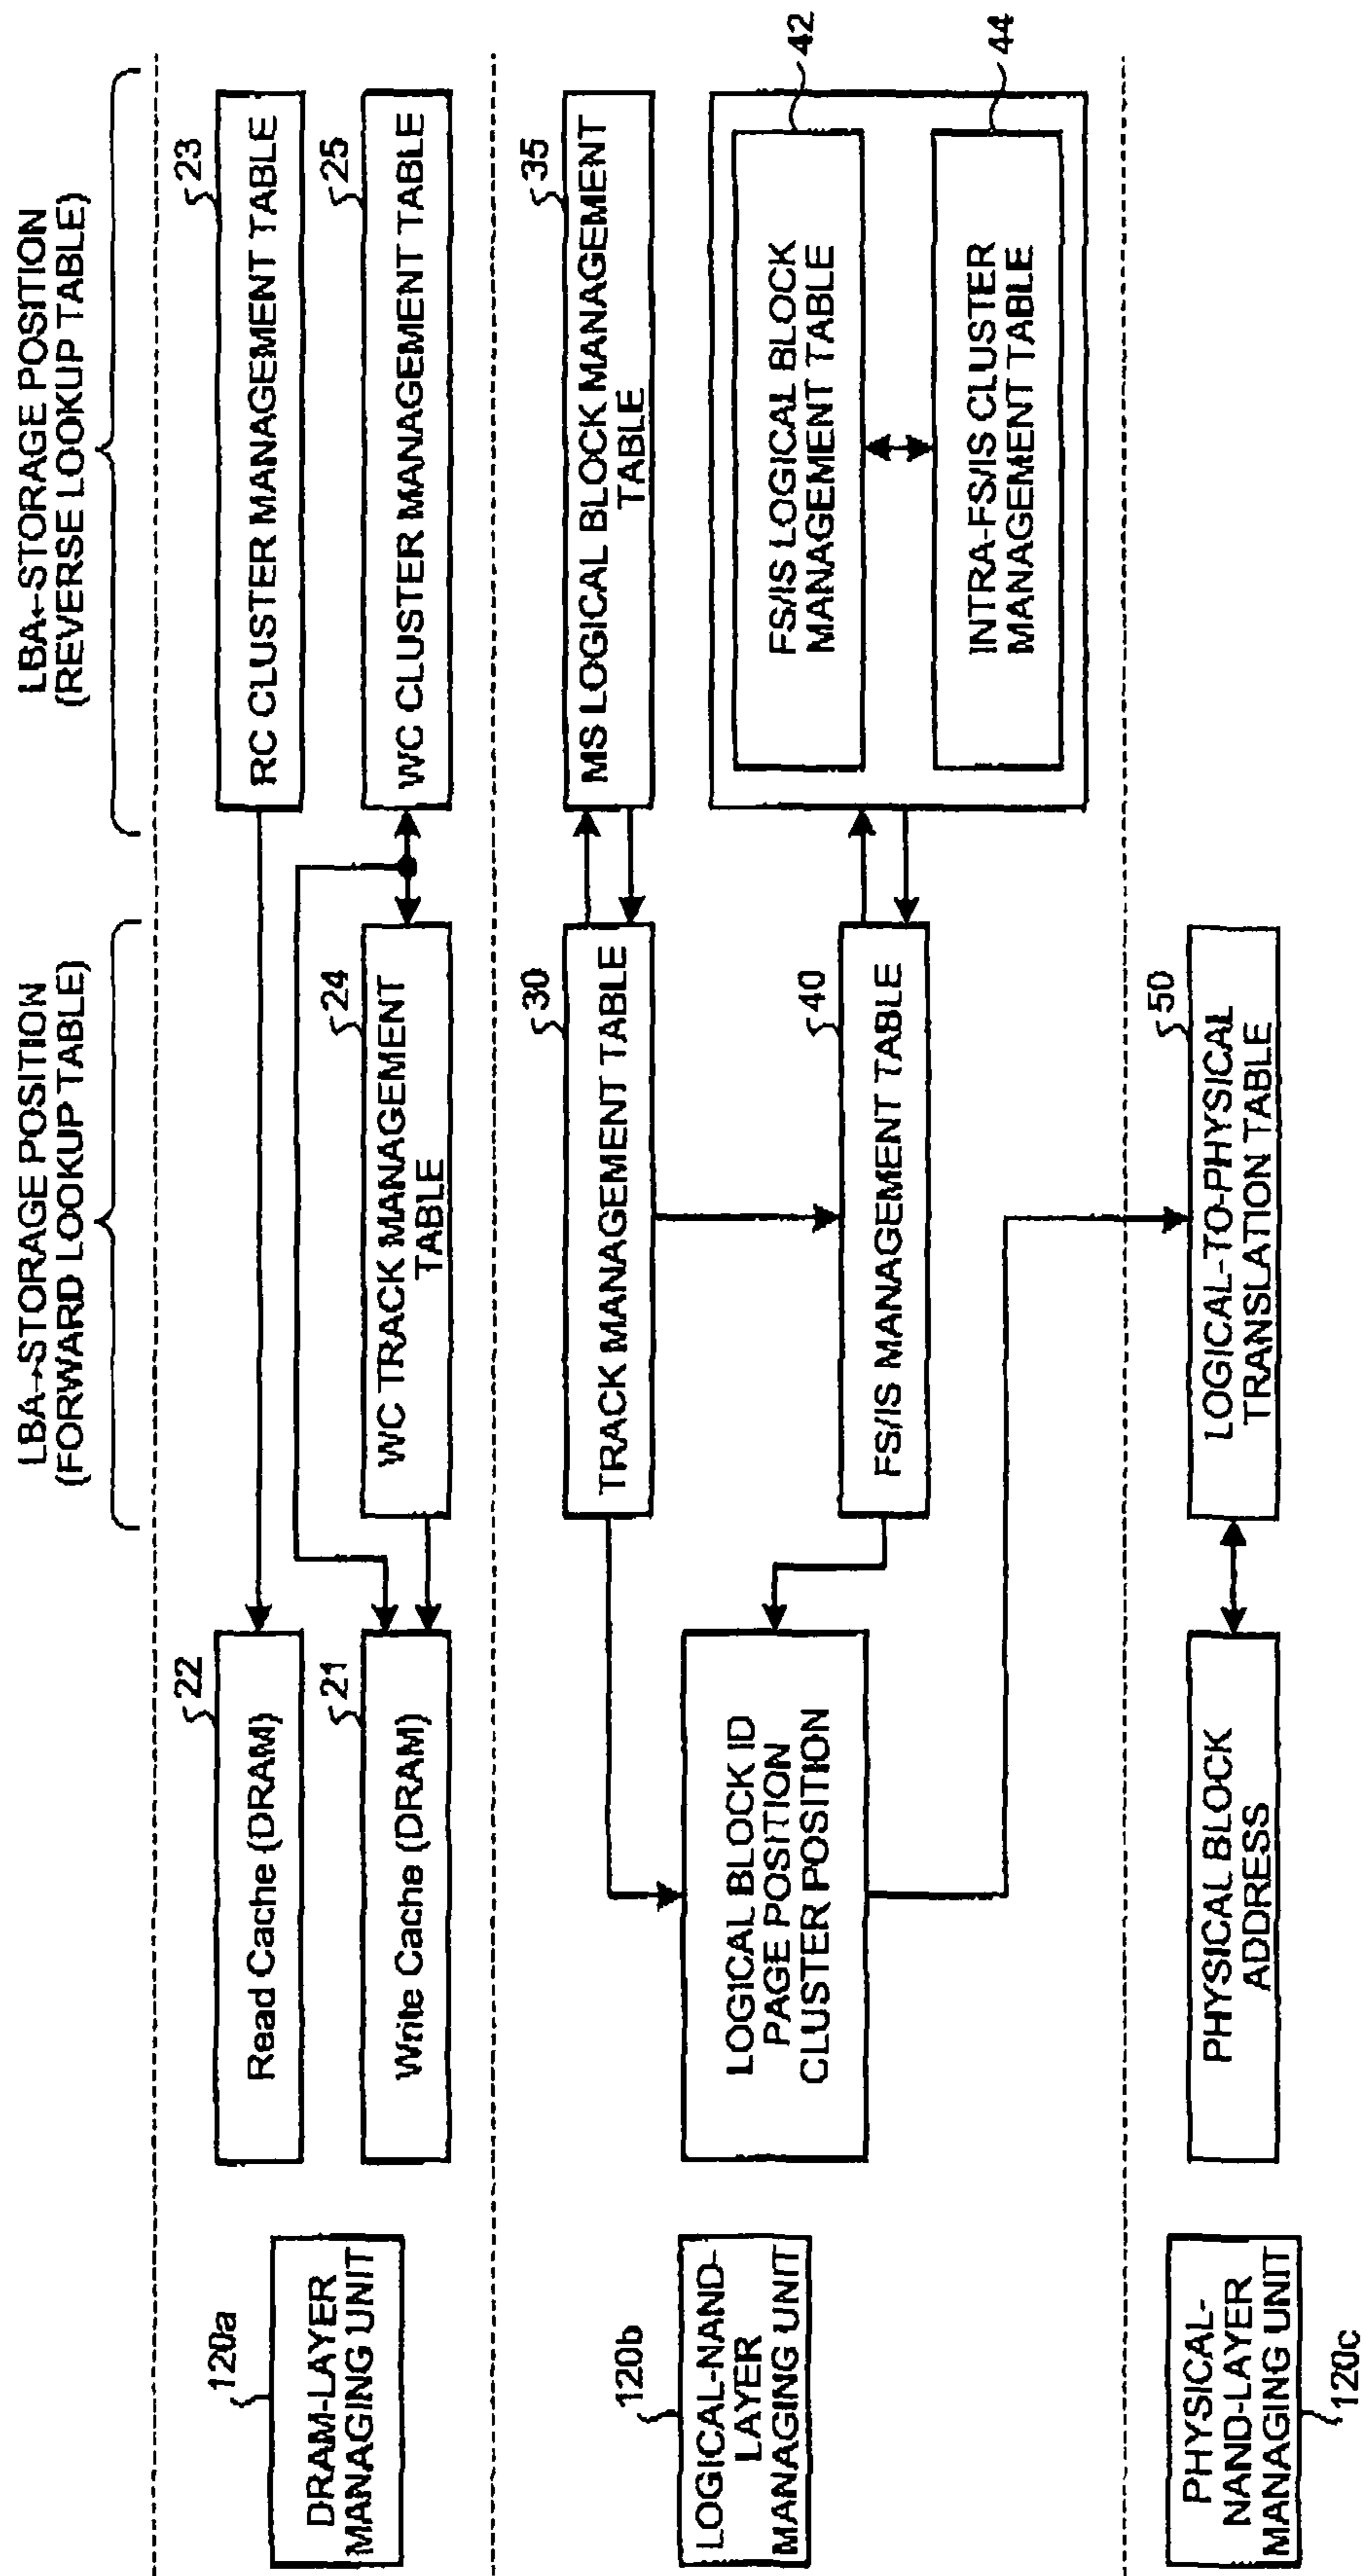 LBA→STORAGE POSITION
(FORWARD LOOKUP TABLE)
LBA←STORAGE POSITION
(REVERSE LOOKUP TABLE)
120a
DRAM-LAYER
MANAGING UNIT
22
Read Cache (DRAM)
23
RC CLUSTER MANAGEMENT TABLE
21
Write Cache (DRAM)
24
WC TRACK MANAGEMENT
TABLE
25
WC CLUSTER MANAGEMENT TABLE
120b
LOGICAL-NAND-
LAYER
MANAGING UNIT
LOGICAL BLOCK ID
PAGE POSITION
CLUSTER POSITION
30
TRACK MANAGEMENT TABLE
35
MS LOGICAL BLOCK MANAGEMENT
TABLE
40
FS/IS MANAGEMENT TABLE
FS/IS LOGICAL BLOCK
MANAGEMENT TABLE
42
INTRA-FS/IS CLUSTER
MANAGEMENT TABLE
44
PHYSICAL-
NAND-LAYER
MANAGING UNIT
120c
PHYSICAL BLOCK
ADDRESS
50
LOGICAL-TO-PHYSICAL
TRANSLATION TABLE